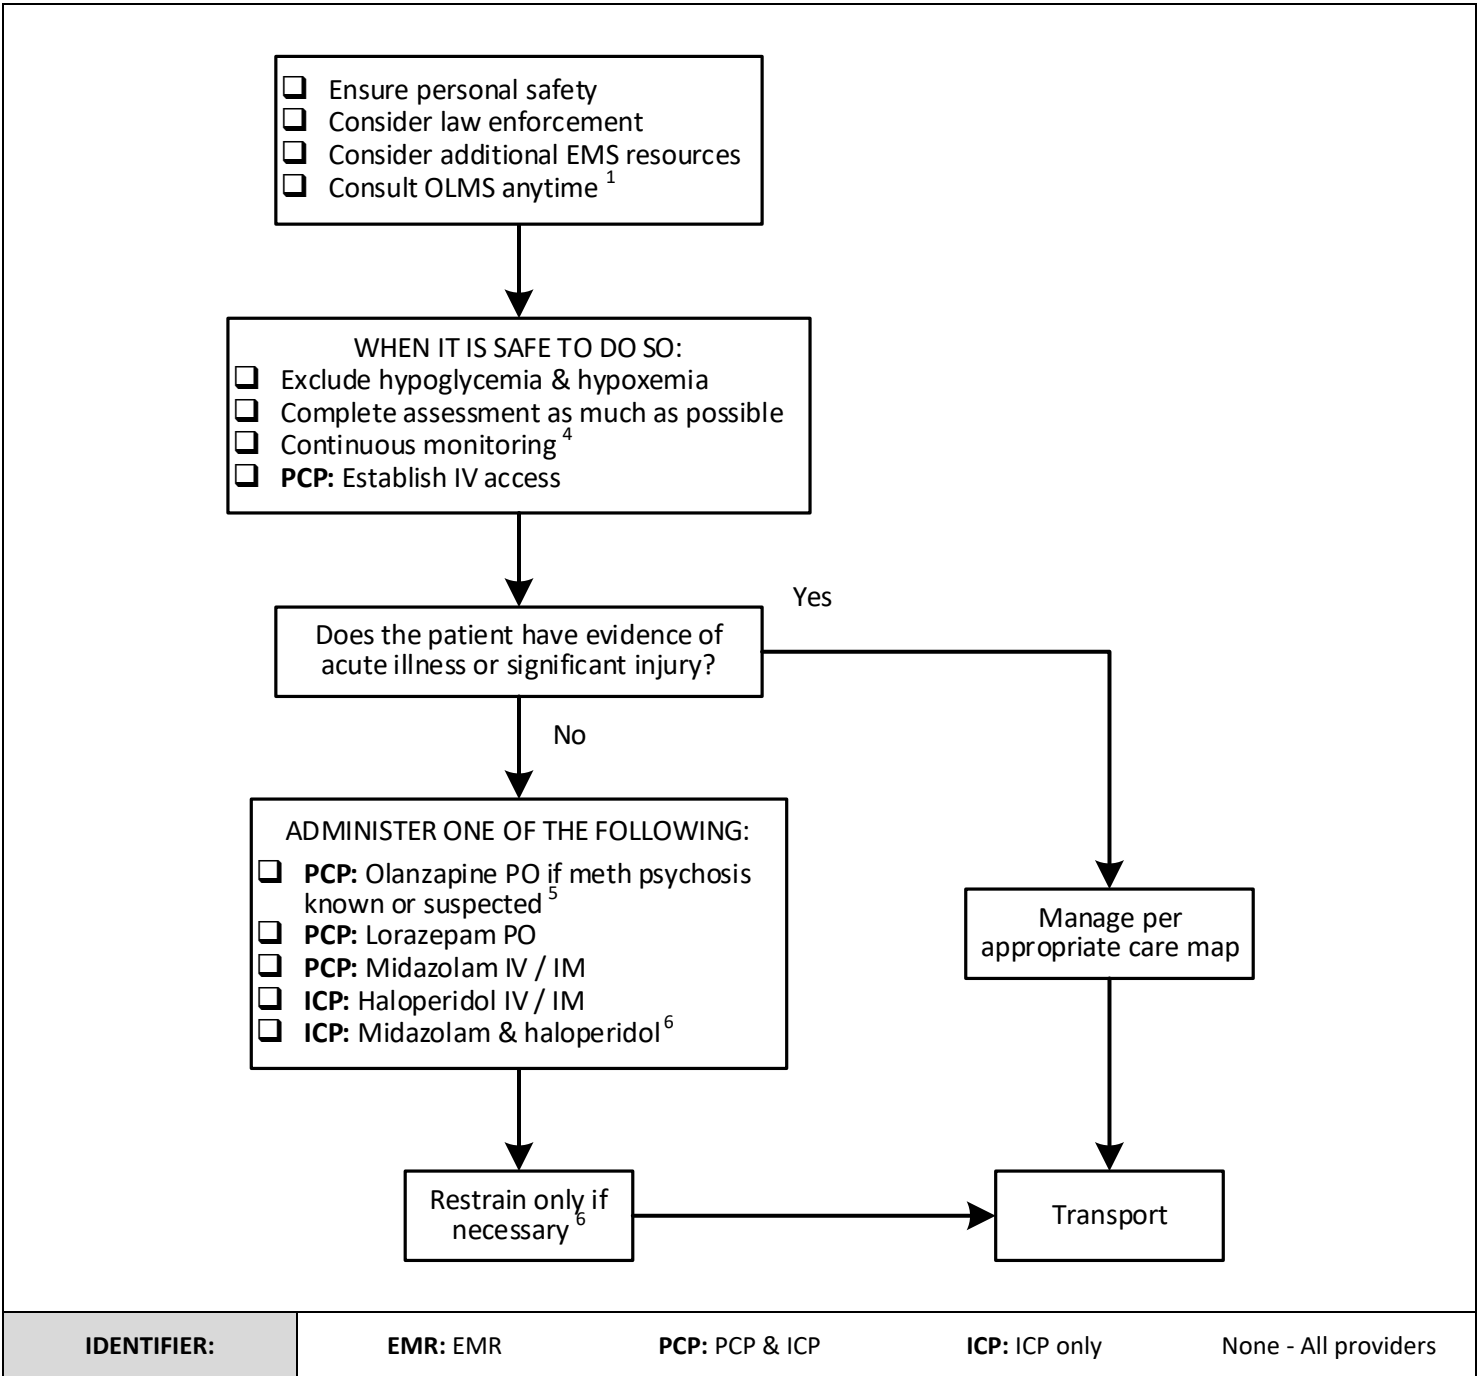 ❑ Ensure personal safety
❑ Consider law enforcement
❑ Consider additional EMS resources
❑ Consult OLMS anytime 1
WHEN IT IS SAFE TO DO SO:
❑ Exclude hypoglycemia & hypoxemia
❑ Complete assessment as much as possible
❑ Continuous monitoring 4
❑ PCP: Establish IV access
Does the patient have evidence of
acute illness or significant injury?
Yes
No
ADMINISTER ONE OF THE FOLLOWING:
❑ PCP: Olanzapine PO if meth psychosis
known or suspected 5
❑ PCP: Lorazepam PO
❑ PCP: Midazolam IV / IM
❑ ICP: Haloperidol IV / IM
❑ ICP: Midazolam & haloperidol 6
Manage per
appropriate care map
Restrain only if
necessary 6
Transport
IDENTIFIER: EMR: EMR PCP: PCP & ICP ICP: ICP only None - All providers